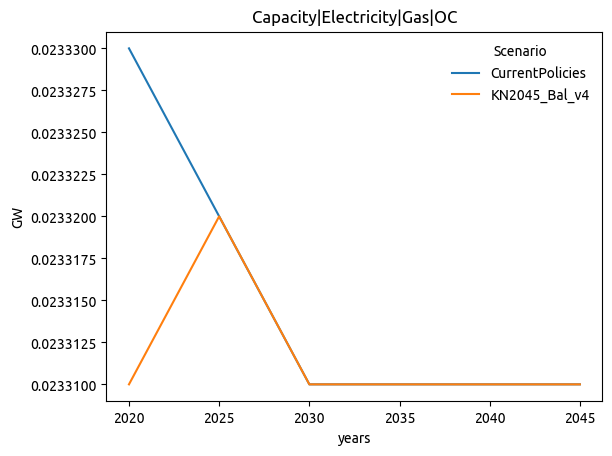 Capacity|Electricity|Gas|OC
Scenario
CurrentPolicies
KN2045_Bal_v4
GW
0.0233300
0.0233275
0.0233250
0.0233225
0.0233200
0.0233175
0.0233150
0.0233125
0.0233100
2020 2025 2030 2035 2040 2045
years